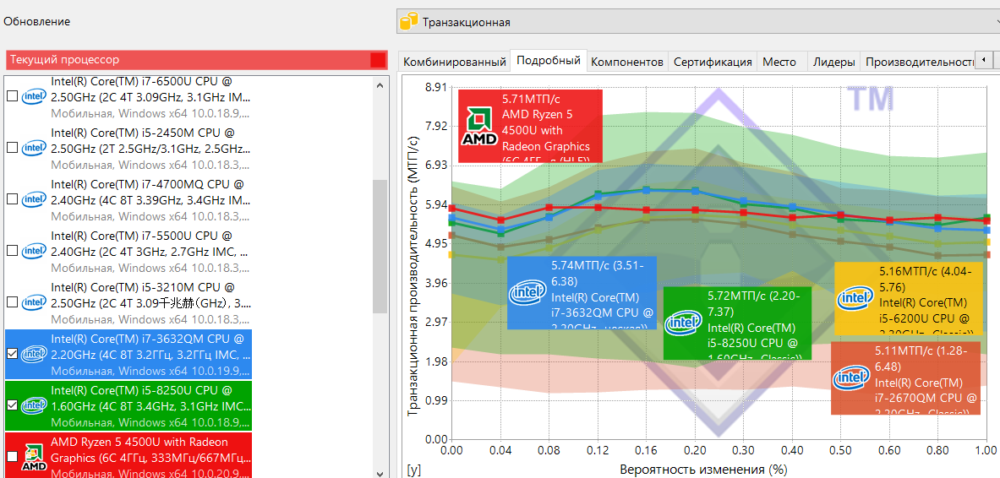 Обновление
Транзакционная
Текущий процессор
Комбинированный
Подробный
Компонентов
Сертификация
Место
Лидеры
Производительност
Intel(R) Core(TM) i7-6500U CPU @
2.50GHz (2C 4T 3.09GHz, 3.1GHz IM...
Мобильная, Windows x64 10.0.18.9,...
intel
Intel(R) Core(TM) i5-2450M CPU @
2.50GHz (2T 2.5GHz/3.1GHz, 2.5GHz...
Мобильная, Windows x64 10.0.18.3,...
intel
Intel(R) Core(TM) i7-4700MQ CPU @
2.40GHz (4C 8T 3.39GHz, 3.4GHz IM...
Мобильная, Windows x64 10.0.18.3,...
intel
Intel(R) Core(TM) i7-5500U CPU @
2.40GHz (2C 4T 3GHz, 2.7GHz IMC, ...
Мобильная, Windows x64 10.0.18.3,...
intel
Intel(R) Core(TM) i5-3210M CPU @
2.50GHz (2C 4T 3.09千兆赫(GHz), 3....
Мобильная, Windows x64 10.0.18.3,...
intel
Intel(R) Core(TM) i7-3632QM CPU @
2.20GHz (4C 8T 3.2ГГц, 3.2ГГц IMC, ...
Мобильная, Windows x64 10.0.19.9,...
intel
Intel(R) Core(TM) i5-8250U CPU @
1.60GHz (4C 8T 3.4GHz, 3.1GHz IMC...
Мобильная, Windows x64 10.0.18.9,...
intel
AMD Ryzen 5 4500U with Radeon
Graphics (6C 4ГГц, 333МГц/667МГц...
Мобильная, Windows x64 10.0.20.9,...
AMD
Транзакционная производительность (МТП/с)
8.91
7.92
6.93
5.94
4.95
3.96
2.97
1.98
0.99
0.00
TM
5.71МТП/с
AMD Ryzen 5
4500U with
Radeon Graphics
AMD
5.74МТП/с (3.51-
6.38)
Intel(R) Core(TM)
i7-3632QM CPU @
intel
5.72МТП/с (2.20-
7.37)
Intel(R) Core(TM)
i5-8250U CPU @
intel
5.16МТП/с (4.04-
5.76)
Intel(R) Core(TM)
i5-6200U CPU @
intel
5.11МТП/с (1.28-
6.48)
Intel(R) Core(TM)
i7-2670QM CPU @
intel
0.00 0.04 0.08 0.12 0.16 0.20 0.30 0.40 0.50 0.60 0.80 1.00
[y]
Вероятность изменения (%)